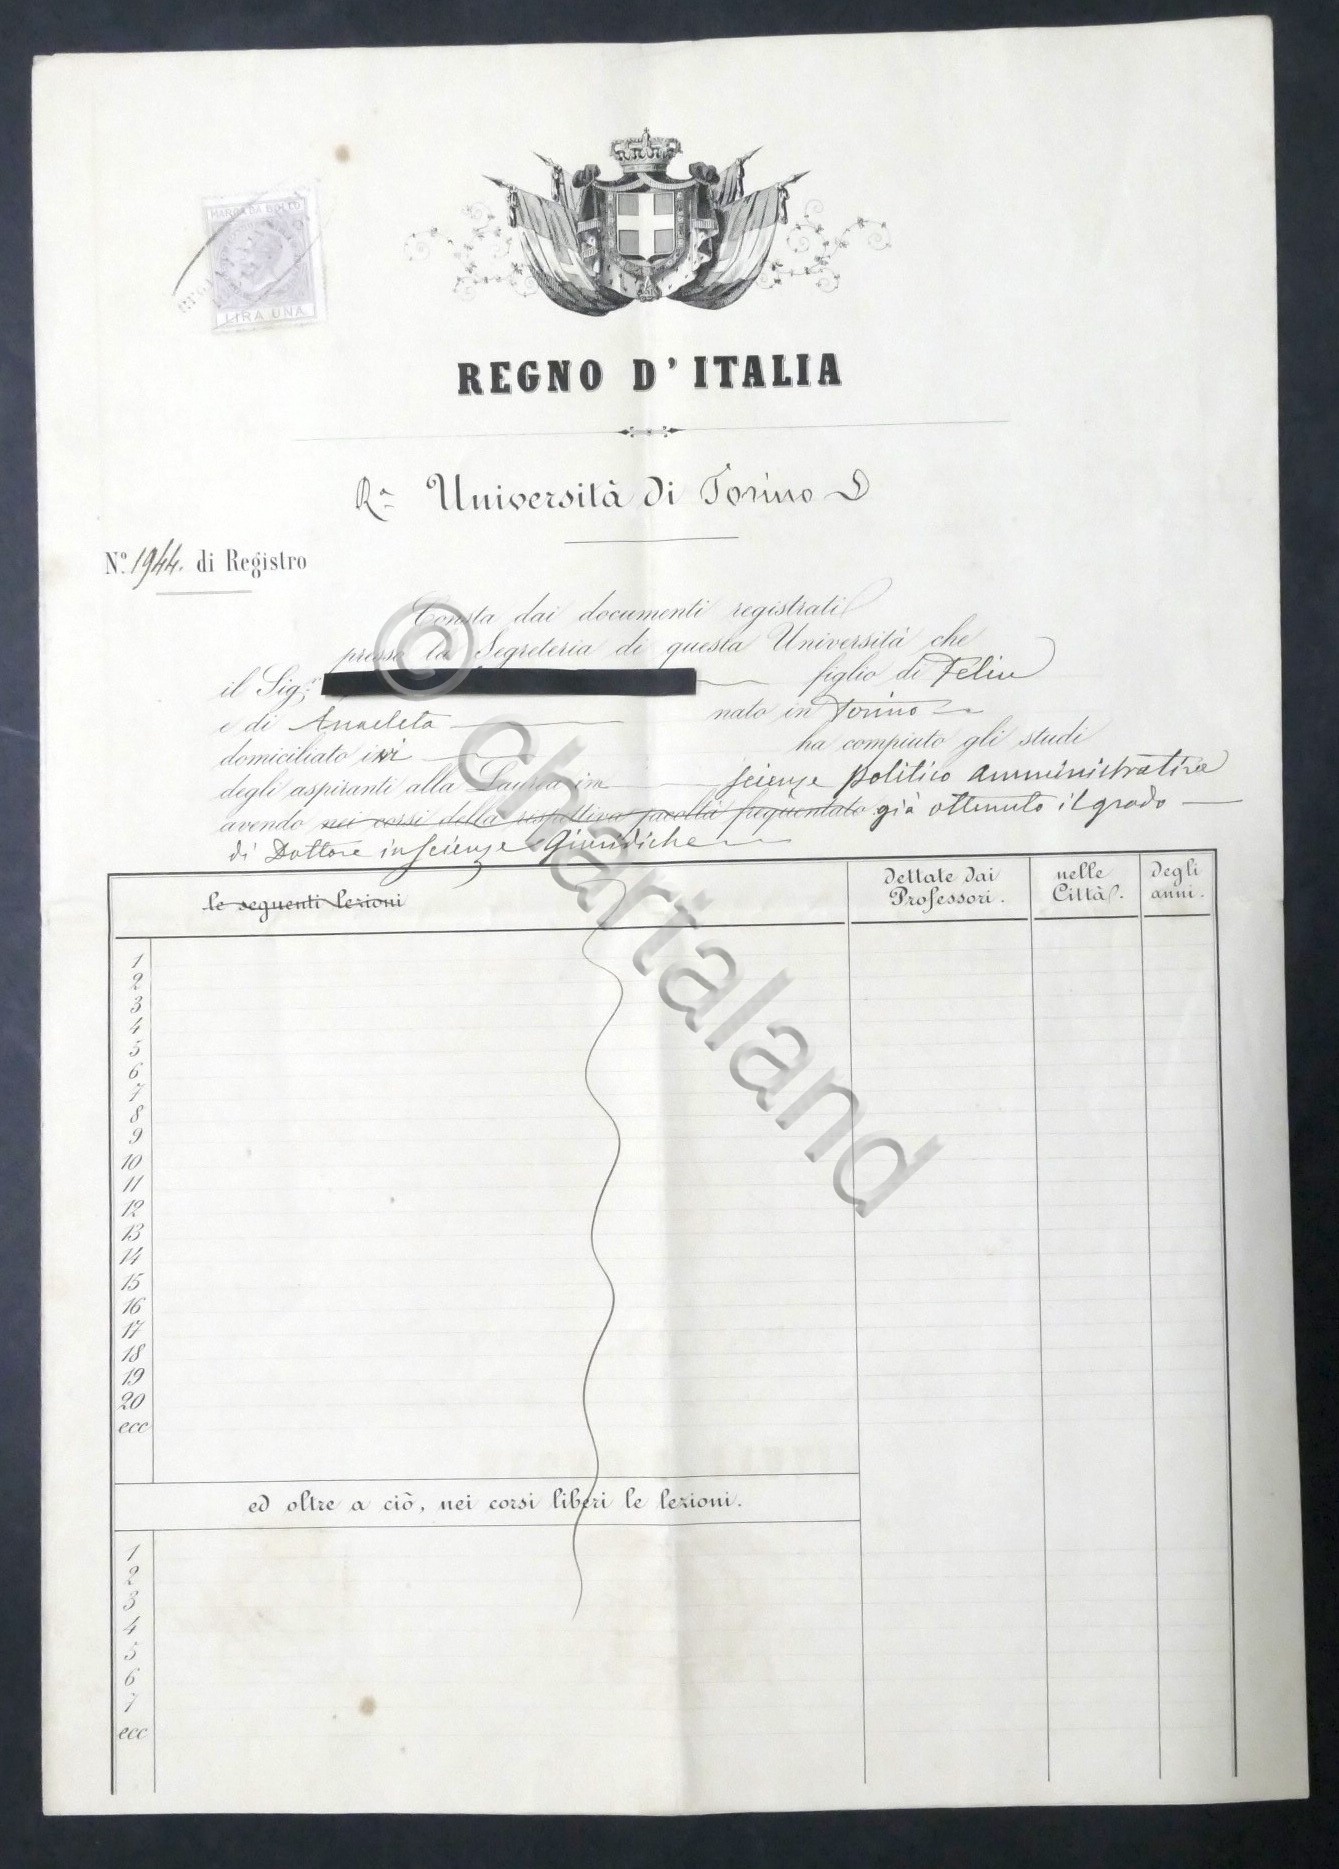 MARCA DA BOLLO
LIRA UNA
REGNO D'ITALIA
Rª Università di Torino
Nº 1944. di Registro
Consta dai documenti registrati
presso la Segreteria di questa Università che
il Sig.r figlio di Felice
e di Anacleta nato in Torino
domiciliato ivi ha compiuto gli studi
degli aspiranti alla Laurea in scienze politico amministrative
avendo nei corsi della rispettiva facoltà frequentato già ottenuto il grado
di Dottore in scienze Giuridiche
le seguenti lezioni dettate dai Professori. nelle Città. degli anni.
1
2
3
4
5
6
7
8
9
10
11
12
13
14
15
16
17
18
19
20
ecc
ed oltre a ciò, nei corsi liberi le lezioni.
1
2
3
4
5
6
7
ecc
© Chartaland